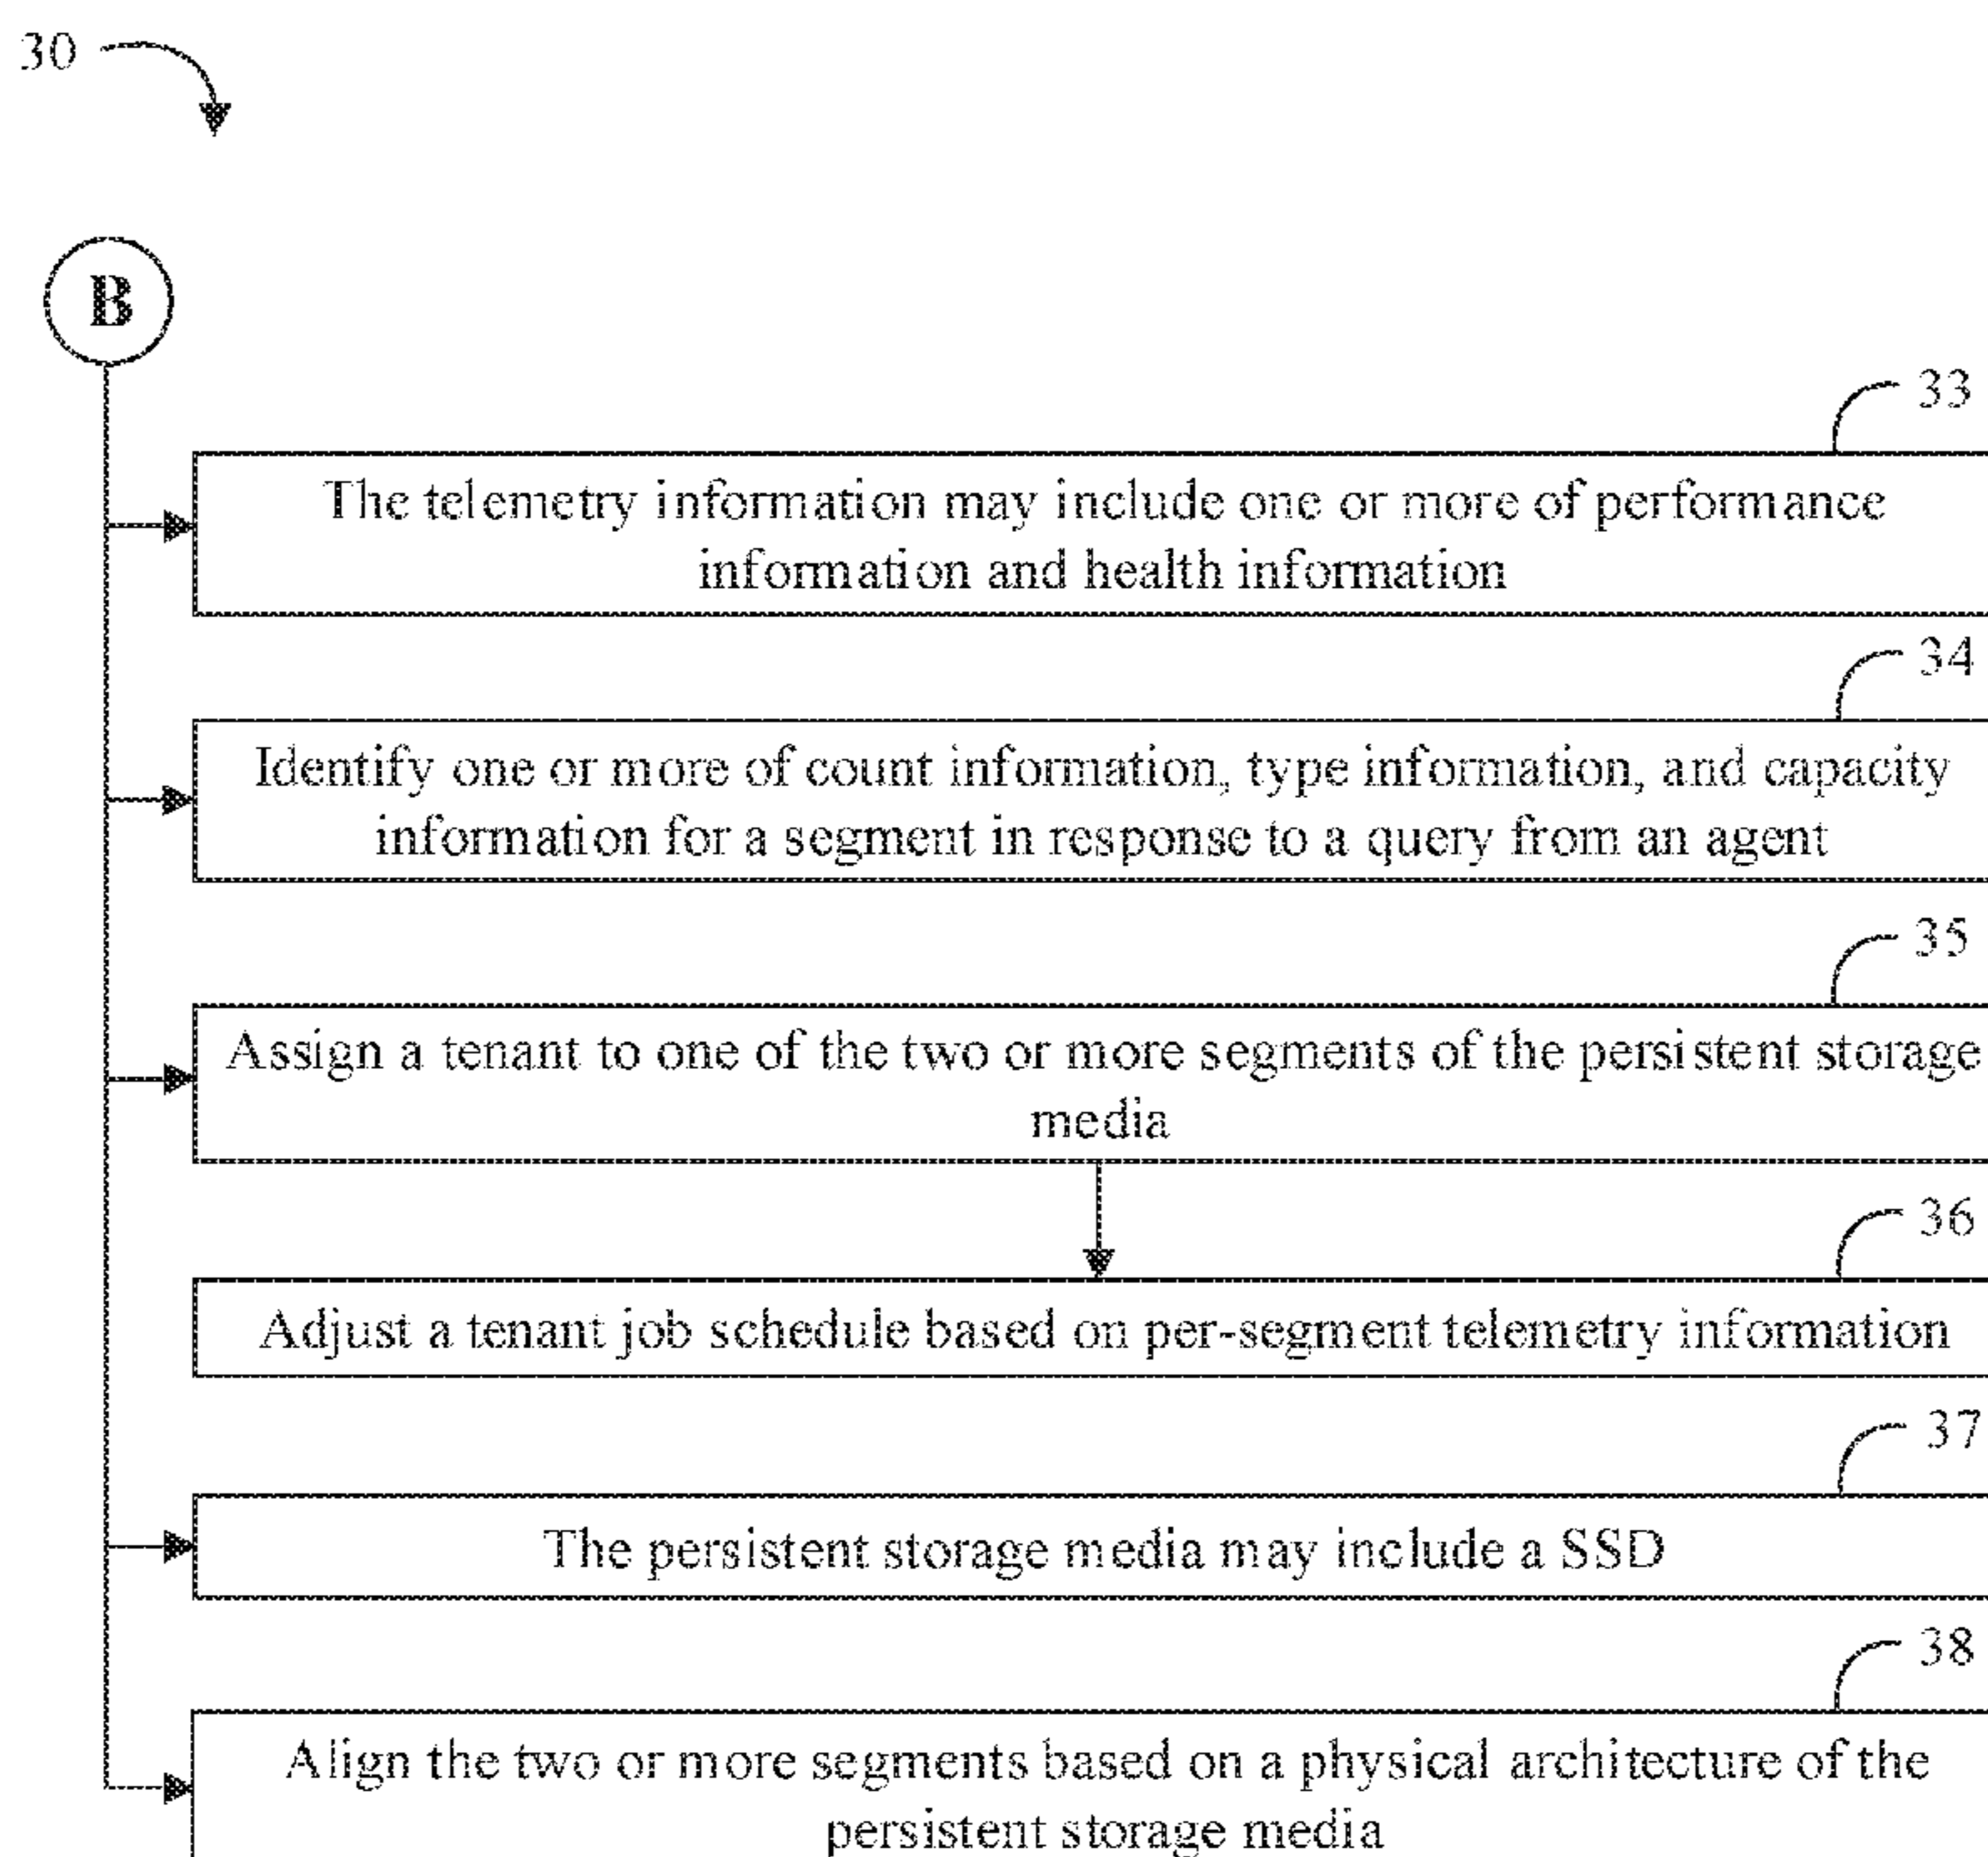 30
B
33
The telemetry information may include one or more of performance
information and health information
34
Identify one or more of count information, type information, and capacity
information for a segment in response to a query from an agent
35
Assign a tenant to one of the two or more segments of the persistent storage
media
36
Adjust a tenant job schedule based on per-segment telemetry information
37
The persistent storage media may include a SSD
38
Align the two or more segments based on a physical architecture of the
persistent storage media